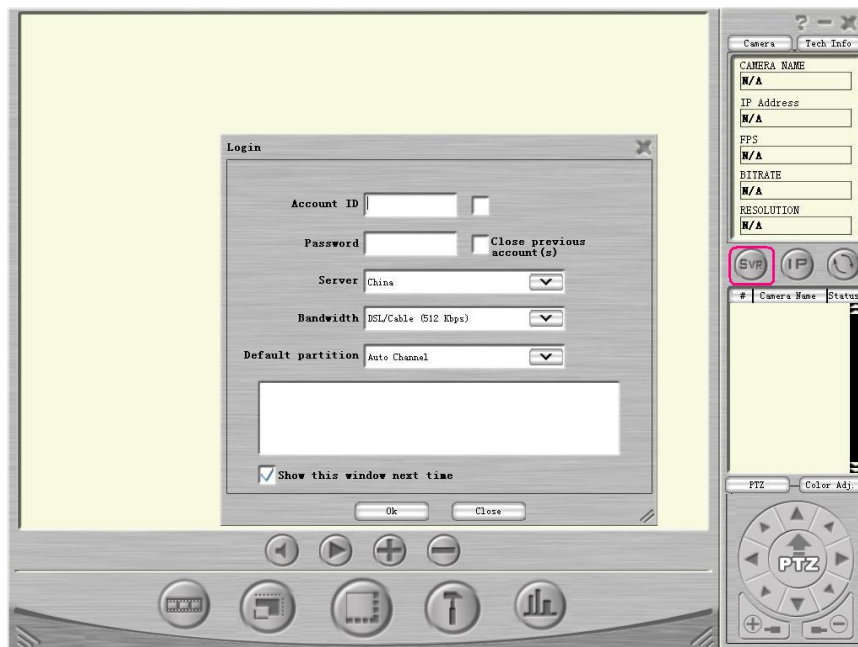 ? - X
Camera Tech Info
CAMERA NAME
N/A
IP Address
N/A
FPS
N/A
BITRATE
N/A
RESOLUTION
N/A
SVR IP
# Camera Name Status
PTZ Color Adj.
PTZ
Login
Account ID
Password Close previous
account(s)
Server China
Bandwidth DSL/Cable (512 Kbps)
Default partition Auto Channel
Show this window next time
Ok Close